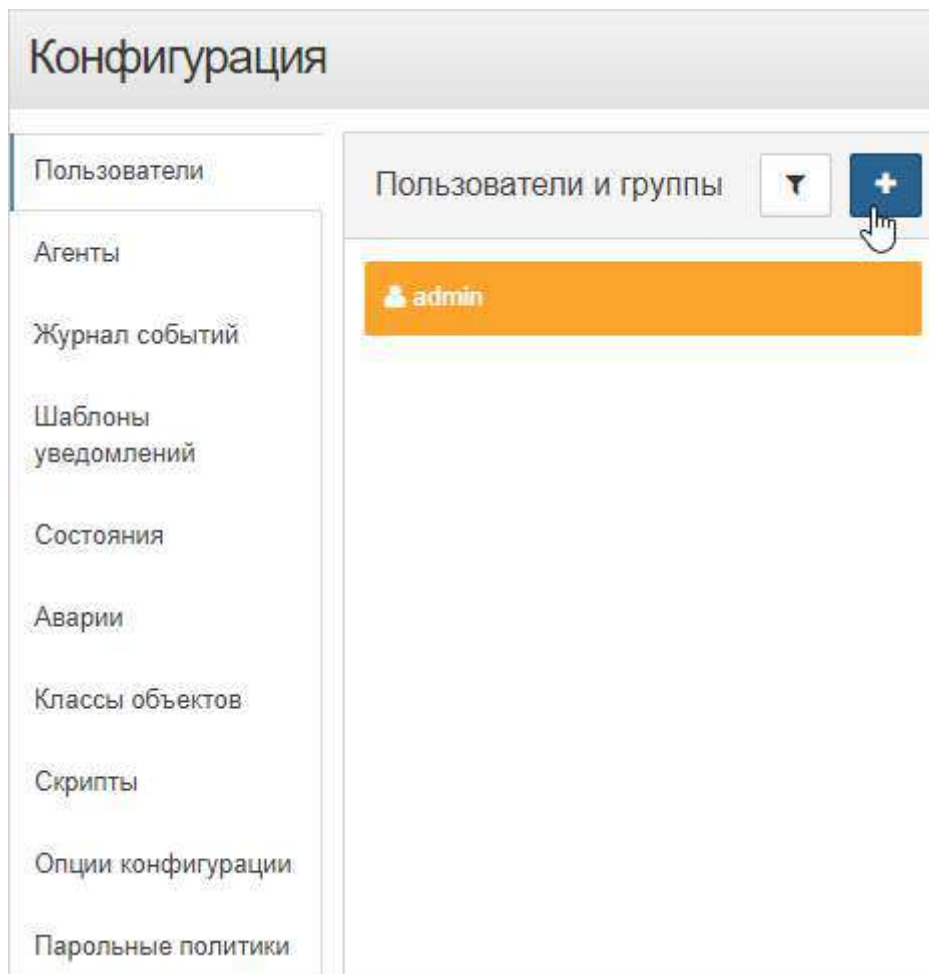 Конфигурация
Пользователи
Агенты
Журнал событий
Шаблоны
уведомлений
Состояния
Аварии
Классы объектов
Скрипты
Опции конфигурации
Парольные политики
Пользователи и группы
admin